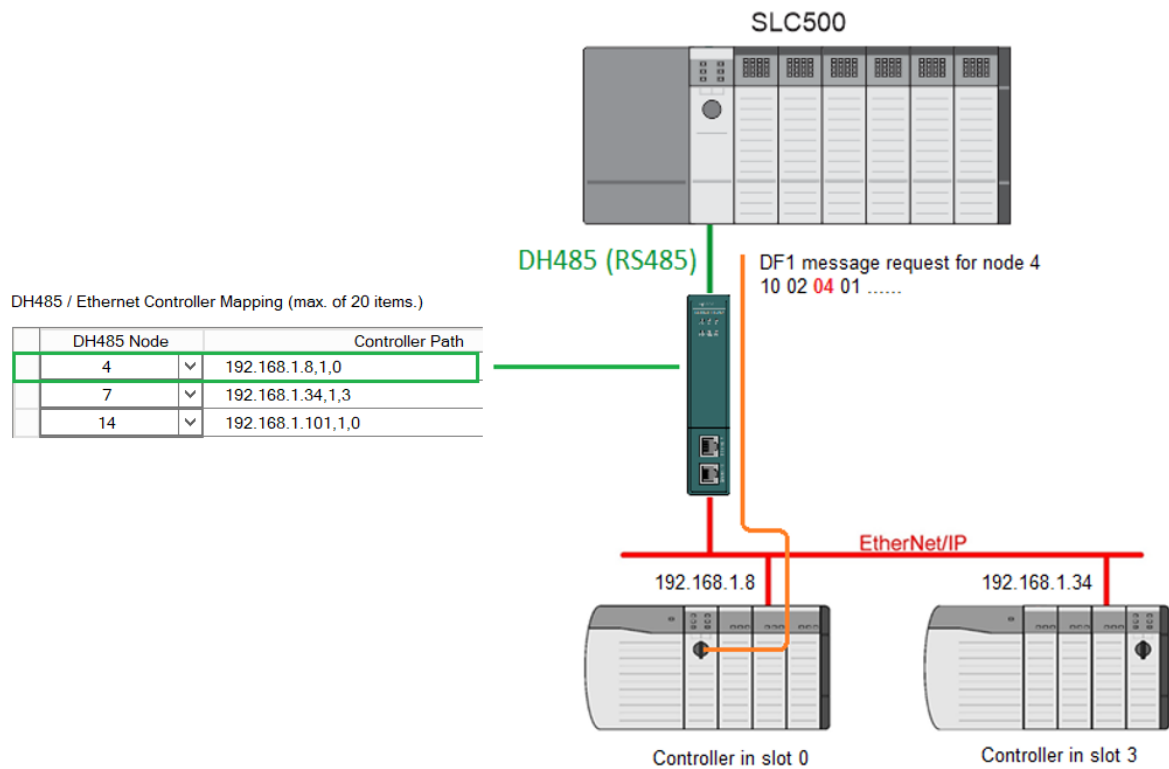 SLC500
DH485 (RS485)
DF1 message request for node 4
10 02 04 01 ......
DH485 / Ethernet Controller Mapping (max. of 20 items.)
DH485 Node Controller Path
4 192.168.1.8,1,0
7 192.168.1.34,1,3
14 192.168.1.101,1,0
EtherNet/IP
192.168.1.8
192.168.1.34
Controller in slot 0
Controller in slot 3